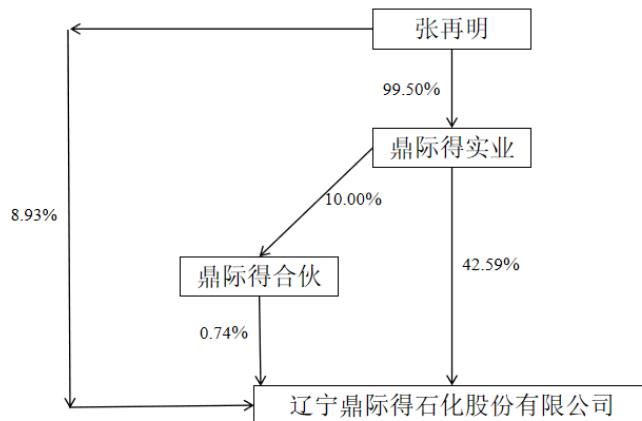 张再明
99.50%
鼎际得实业
10.00%
8.93%
42.59%
鼎际得合伙
0.74%
辽宁鼎际得石化股份有限公司